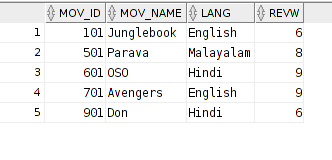 MOV_ID MOV_NAME LANG REVW
1 101 Junglebook English 6
2 501 Parava Malayalam 8
3 601 OSO Hindi 9
4 701 Avengers English 9
5 901 Don Hindi 6